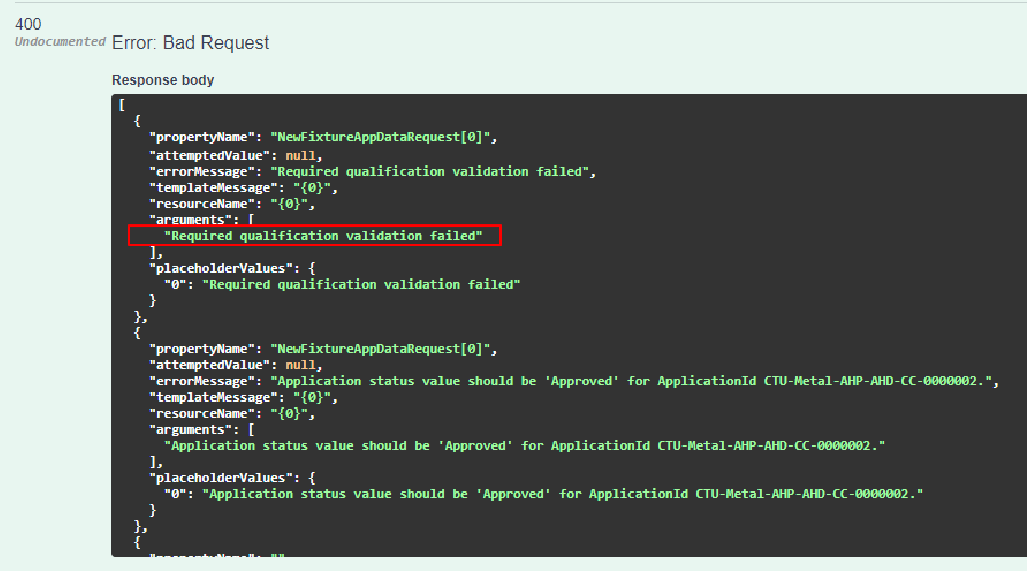 400
Undocumented Error: Bad Request
Response body
[
{
"propertyName": "NewFixtureAppDataRequest[0]",
"attemptedValue": null,
"errorMessage": "Required qualification validation failed",
"templateMessage": "{0}",
"resourceName": "{0}",
"arguments": [
"Required qualification validation failed"
],
"placeholderValues": {
"0": "Required qualification validation failed"
}
},
{
"propertyName": "NewFixtureAppDataRequest[0]",
"attemptedValue": null,
"errorMessage": "Application status value should be 'Approved' for ApplicationId CTU-Metal-AHP-AHD-CC-0000002.",
"templateMessage": "{0}",
"resourceName": "{0}",
"arguments": [
"Application status value should be 'Approved' for ApplicationId CTU-Metal-AHP-AHD-CC-0000002."
],
"placeholderValues": {
"0": "Application status value should be 'Approved' for ApplicationId CTU-Metal-AHP-AHD-CC-0000002."
}
},
{